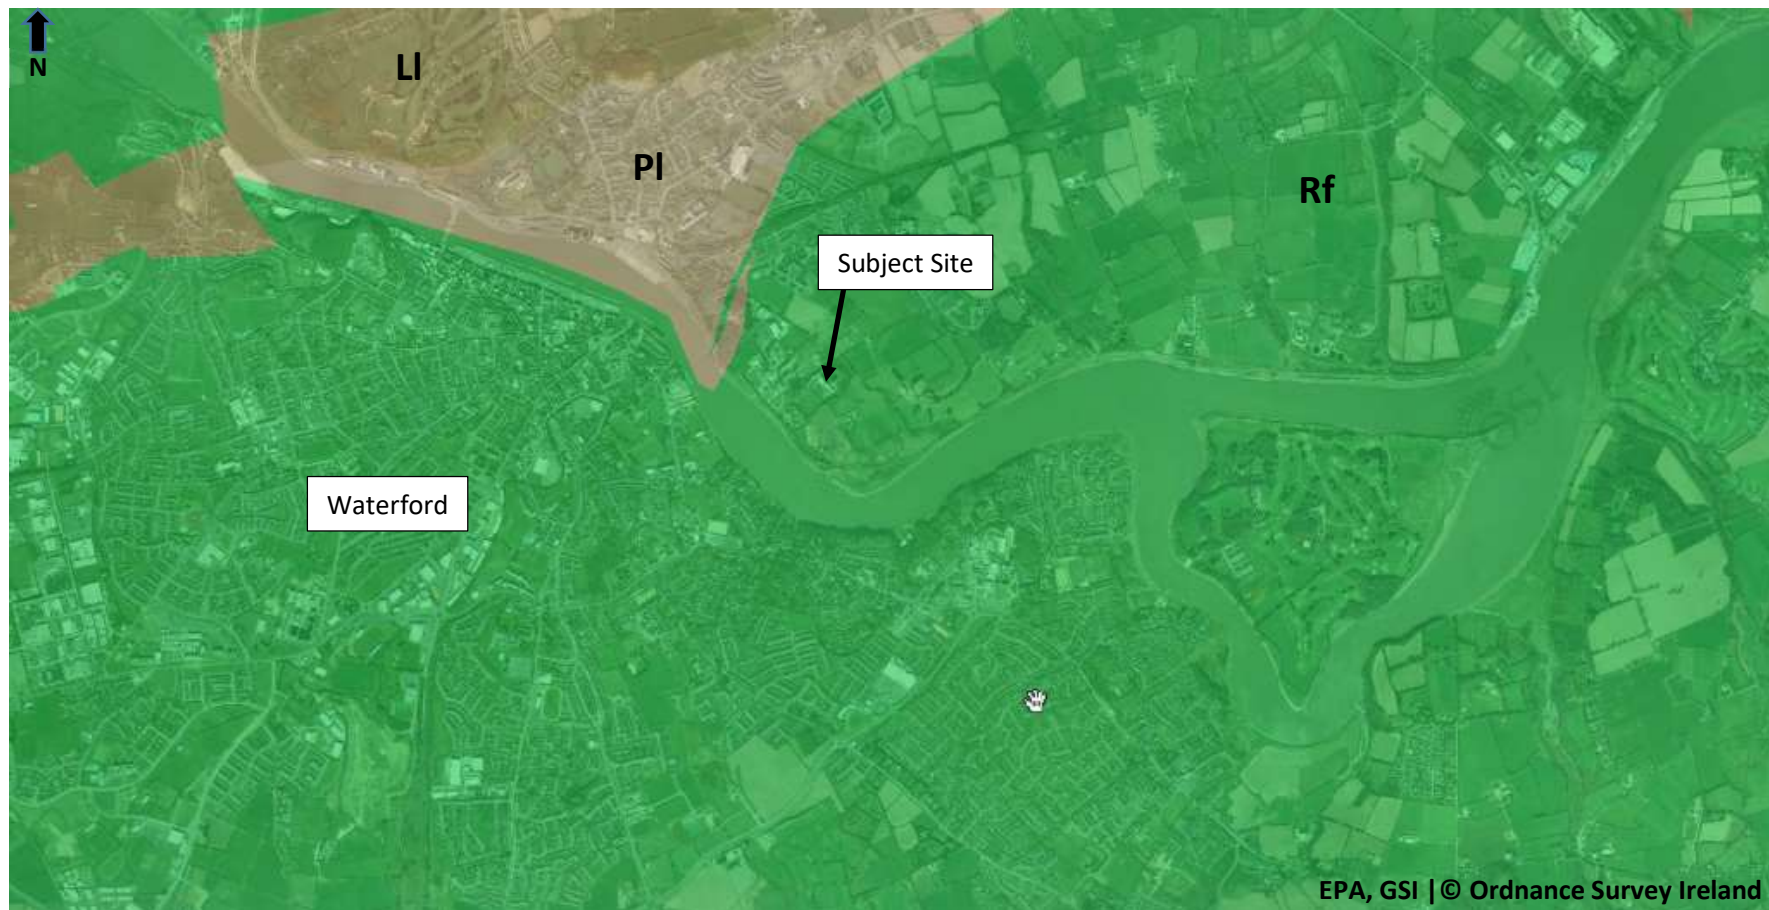 N
Ll
Pl
Rf
Subject Site
Waterford
EPA, GSI | © Ordnance Survey Ireland